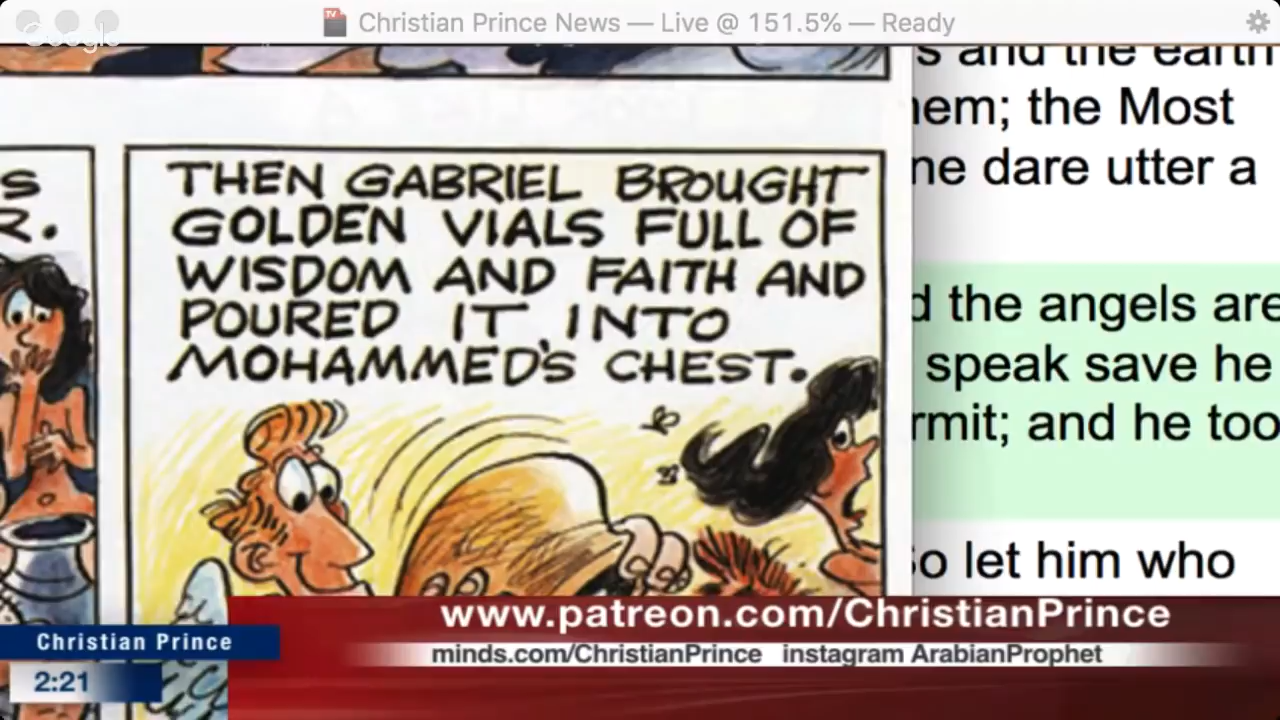 Christian Prince News — Live @ 151.5% — Ready
Google
S
R.
THEN GABRIEL BROUGHT
GOLDEN VIALS FULL OF
WISDOM AND FAITH AND
POURED IT INTO
MOHAMMED'S CHEST.
s and the earth
hem; the Most
ne dare utter a
d the angels are
speak save he
rmit; and he too
So let him who
www.patreon.com/ChristianPrince
minds.com/ChristianPrince instagram ArabianProphet
Christian Prince
2:21